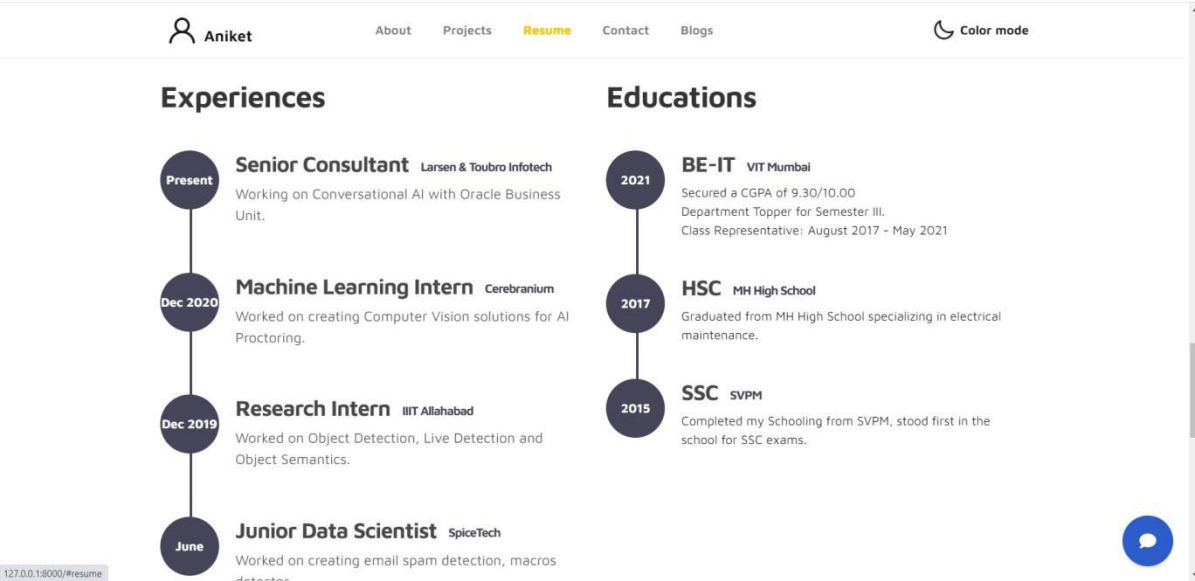 Aniket
About Projects Resume Contact Blogs
Color mode
Experiences
Present
Senior Consultant Larsen & Toubro Infotech
Working on Conversational AI with Oracle Business
Unit.
Dec 2020
Machine Learning Intern Cerebranium
Worked on creating Computer Vision solutions for AI
Proctoring.
Dec 2019
Research Intern IIIT Allahabad
Worked on Object Detection, Live Detection and
Object Semantics.
June
Junior Data Scientist SpiceTech
Worked on creating email spam detection, macros
detector
Educations
2021
BE-IT VIT Mumbai
Secured a CGPA of 9.30/10.00
Department Topper for Semester III.
Class Representative: August 2017 - May 2021
2017
HSC MH High School
Graduated from MH High School specializing in electrical
maintenance.
2015
SSC SVPM
Completed my Schooling from SVPM, stood first in the
school for SSC exams.
127.0.0.1:8000/#resume